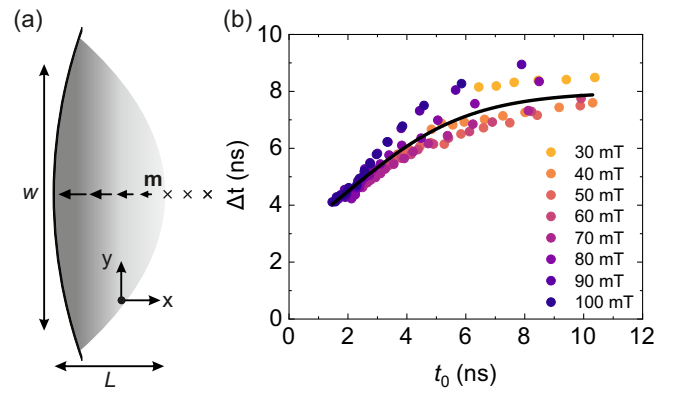 (a)
w
m
y
x
L
(b)
Δt (ns)
10
8
6
4
2
0
0 2 4 6 8 10 12
t₀ (ns)
30 mT
40 mT
50 mT
60 mT
70 mT
80 mT
90 mT
100 mT